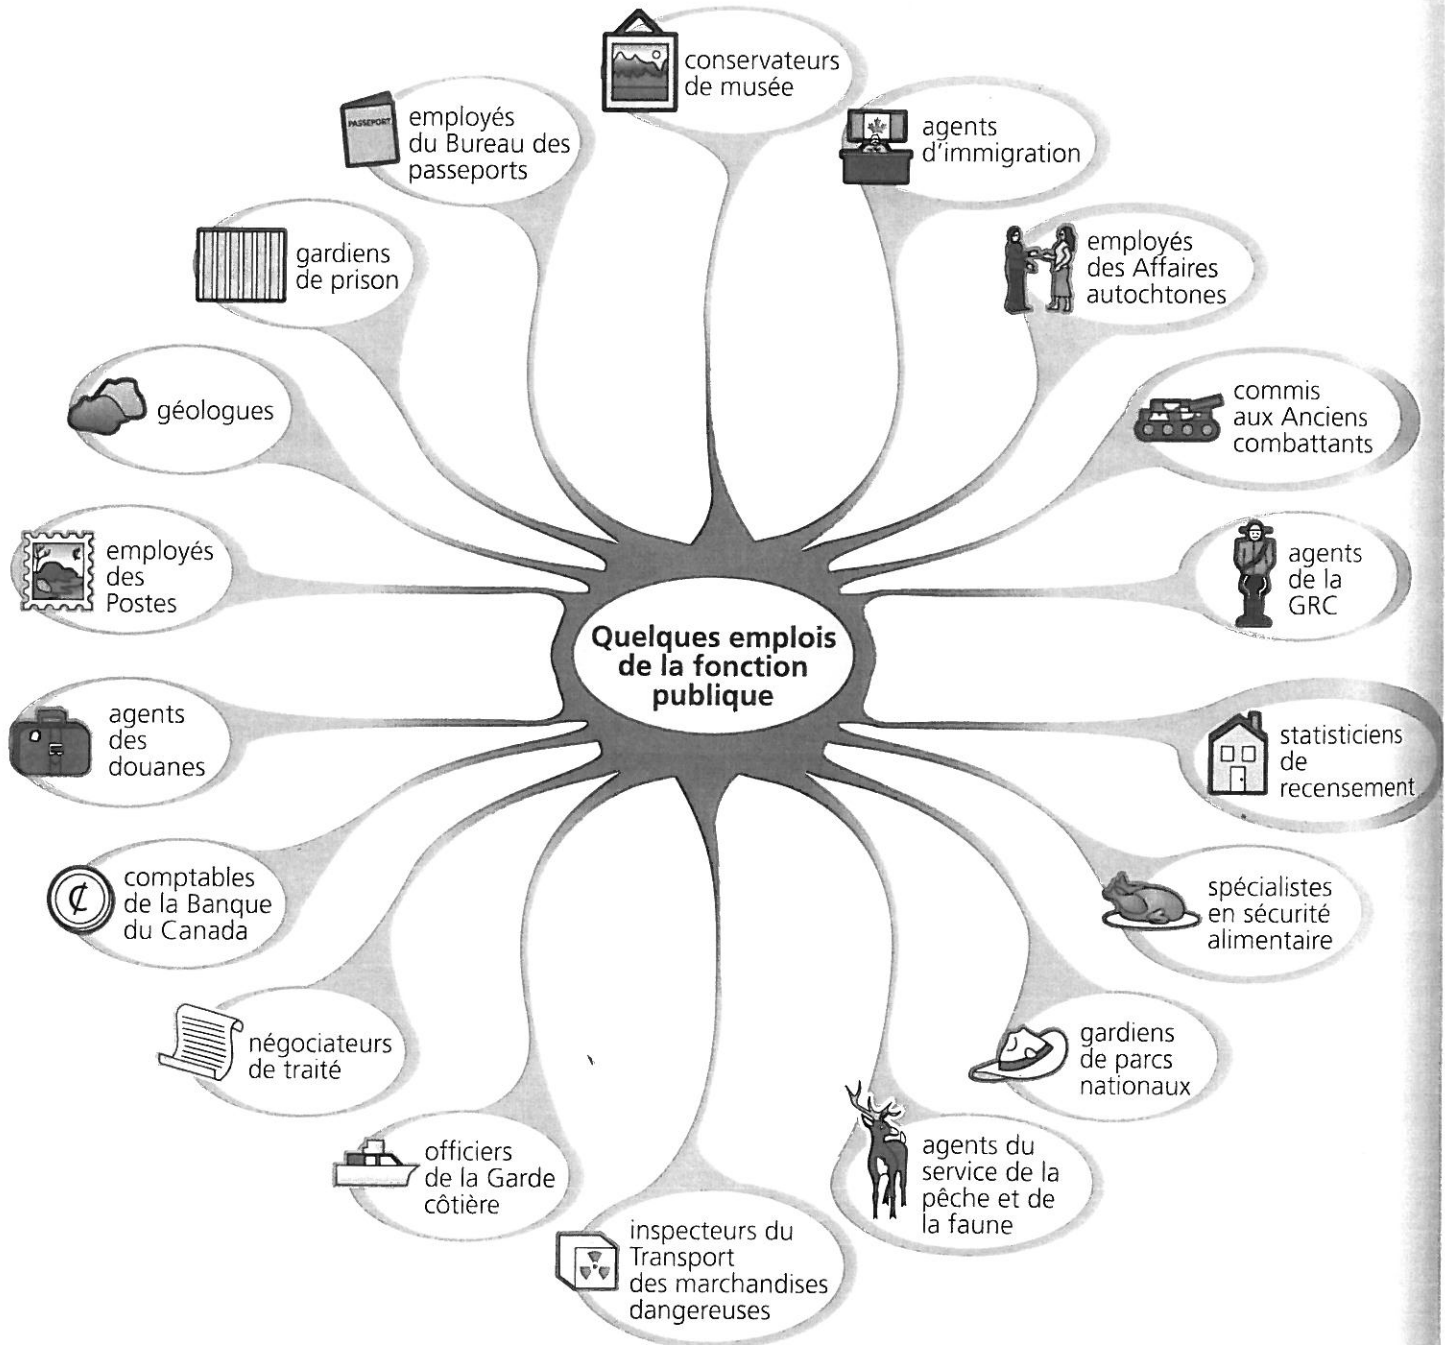 conservateurs
de musée
PASSEPORT
employés
du Bureau des
passeports
agents
d'immigration
gardiens
de prison
employés
des Affaires
autochtones
géologues
commis
aux Anciens
combattants
employés
des
Postes
agents
de la
GRC
Quelques emplois
de la fonction
publique
agents
des
douanes
statisticiens
de
recensement
¢
comptables
de la Banque
du Canada
spécialistes
en sécurité
alimentaire
négociateurs
de traité
gardiens
de parcs
nationaux
officiers
de la Garde
côtière
agents du
service de la
pêche et de
la faune
inspecteurs du
Transport
des marchandises
dangereuses